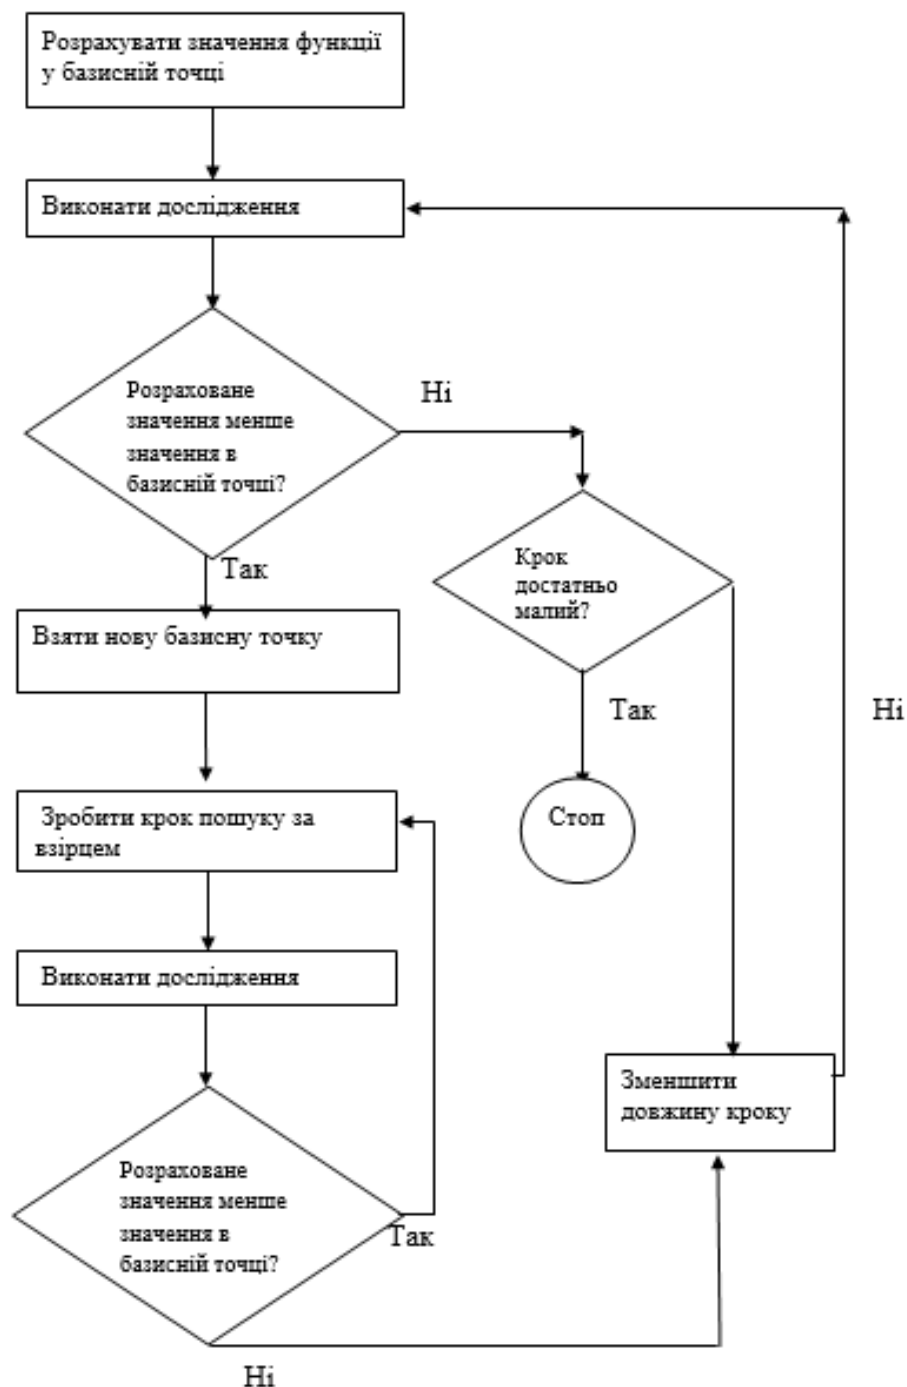 Розрахувати значення функції
у базисній точці
Виконати дослідження
Розраховане
значення менше
значення в
базисній точці?
Ні
Так
Крок
достатньо
малий?
Взяти нову базисну точку
Так
Ні
Зробити крок пошуку за
взірцем
Стоп
Виконати дослідження
Зменшити
довжину кроку
Розраховане
значення менше
значення в
базисній точці?
Так
Ні